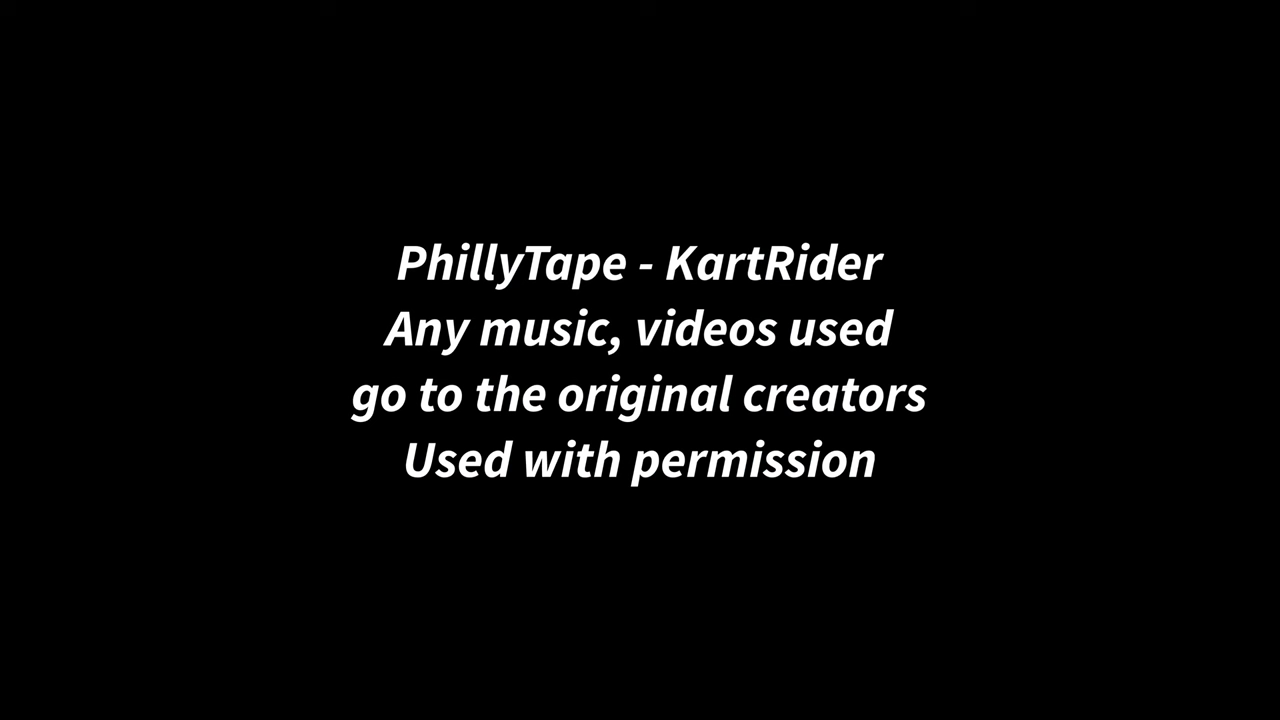 PhillyTape - KartRider
Any music, videos used
go to the original creators
Used with permission